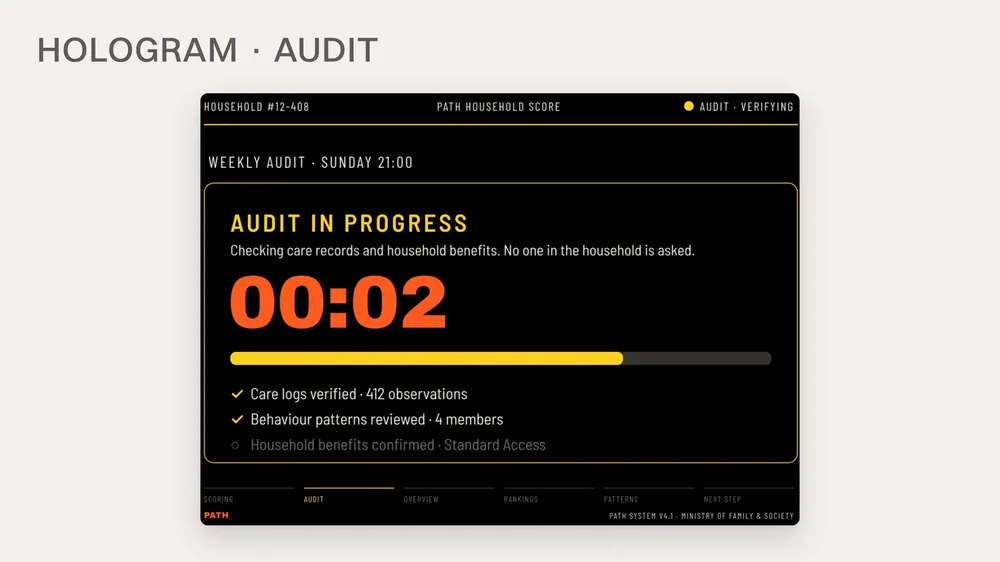 HOLOGRAM · AUDIT
HOUSEHOLD #12-408
PATH HOUSEHOLD SCORE
AUDIT · VERIFYING
WEEKLY AUDIT · SUNDAY 21:00
AUDIT IN PROGRESS
Checking care records and household benefits. No one in the household is asked.
00:02
Care logs verified · 412 observations
Behaviour patterns reviewed · 4 members
Household benefits confirmed · Standard Access
SCORING
AUDIT
OVERVIEW
RANKINGS
PATTERNS
NEXT STEP
PATH
PATH SYSTEM V4.1 · MINISTRY OF FAMILY & SOCIETY